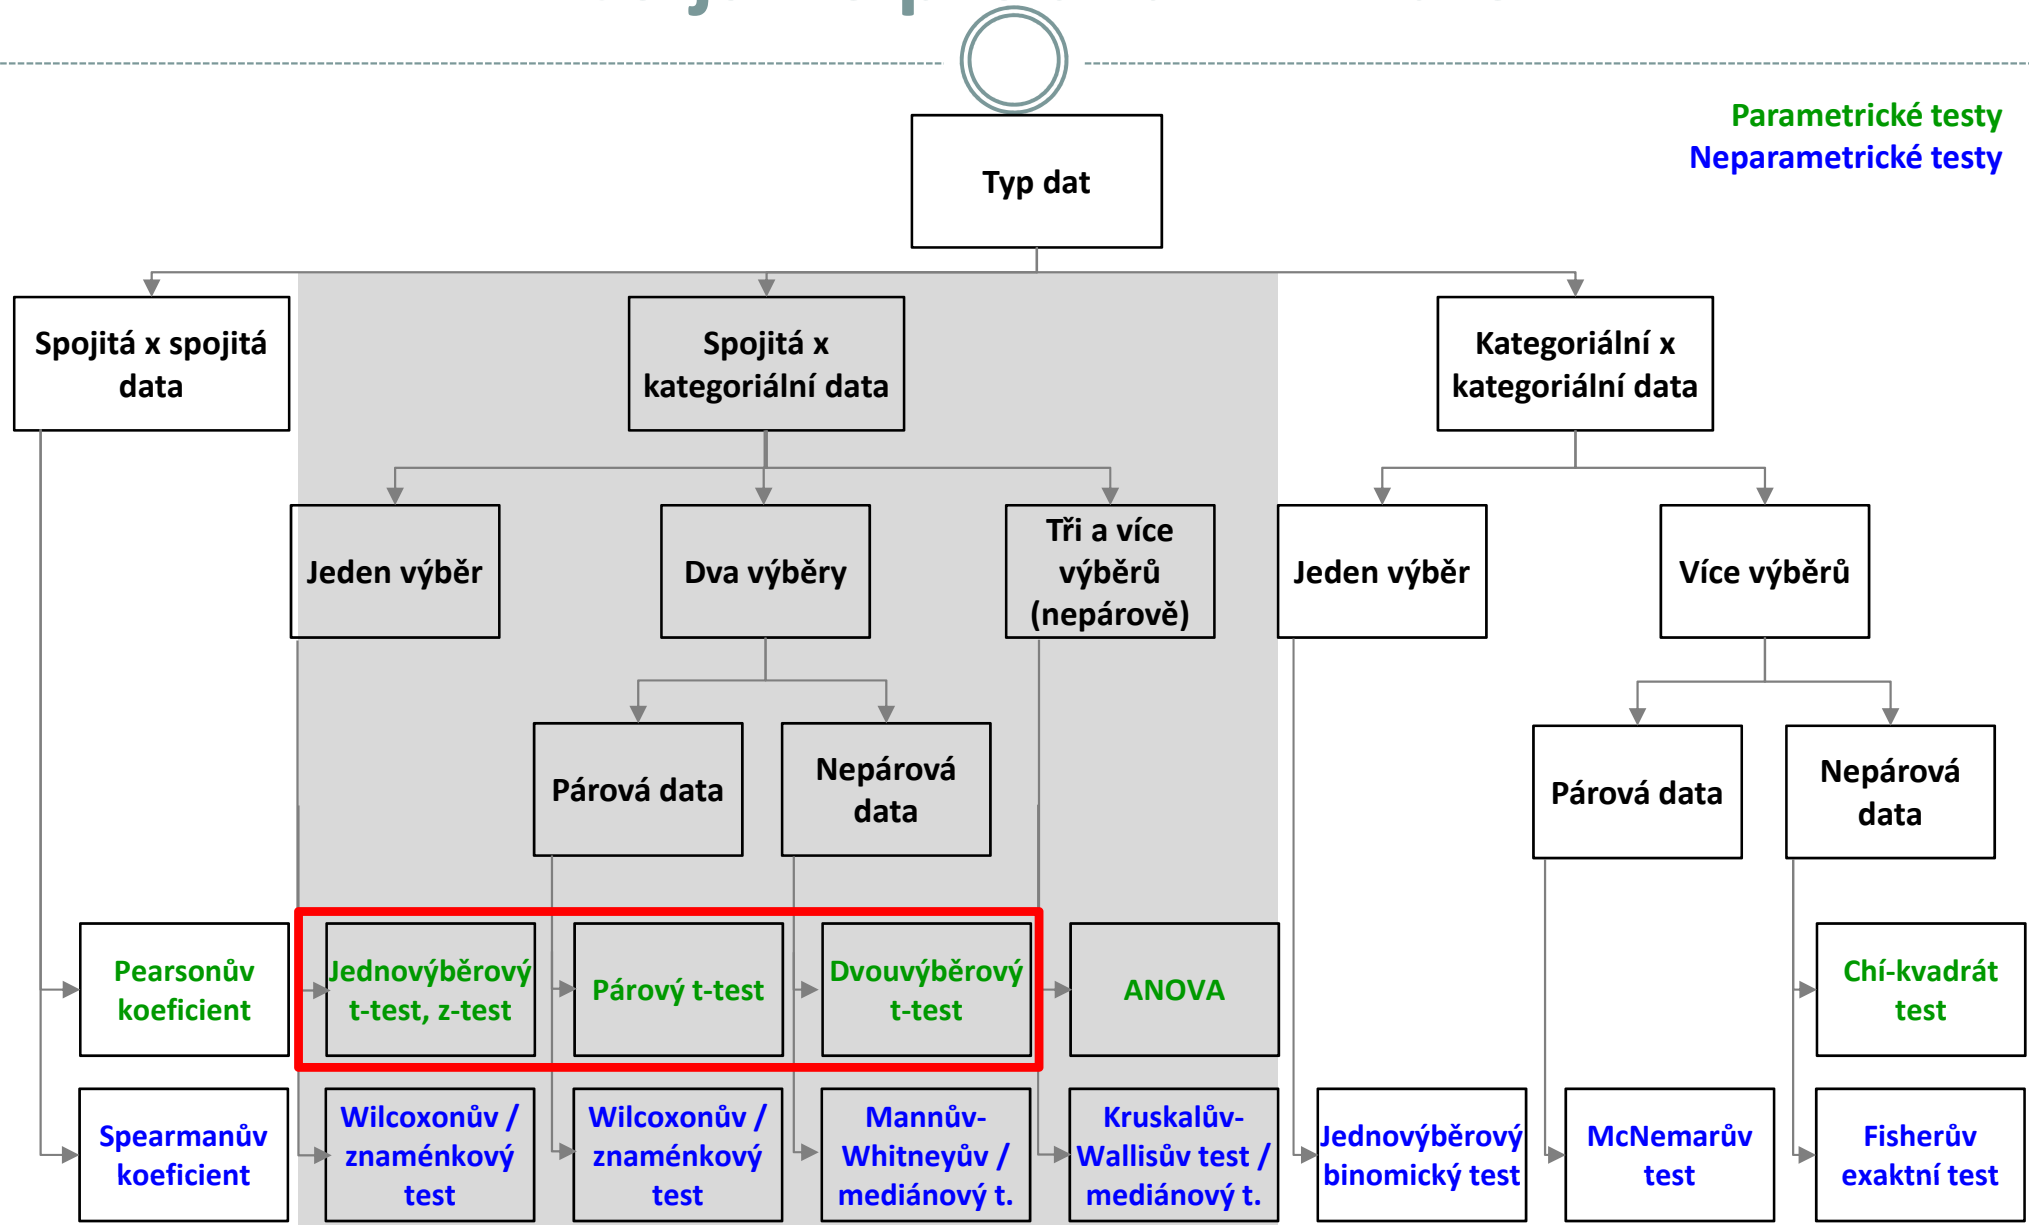 Parametrické testy
Neparametrické testy
Typ dat
Spojitá x spojitá
data
Spojitá x
kategoriální data
Kategoriální x
kategoriální data
Jeden výběr
Dva výběry
Tři a více
výběrů
(nepárově)
Jeden výběr
Více výběrů
Párová data
Nepárová
data
Párová data
Nepárová
data
Pearsonův
koeficient
Jednovýběrový
t-test, z-test
Párový t-test
Dvouvýběrový
t-test
ANOVA
Chí-kvadrát
test
Spearmanův
koeficient
Wilcoxonův /
znaménkový
test
Wilcoxonův /
znaménkový
test
Mannův-
Whitneyův /
mediánový t.
Kruskalův-
Wallisův test /
mediánový t.
Jednovýběrový
binomický test
McNemarův
test
Fisherův
exaktní test